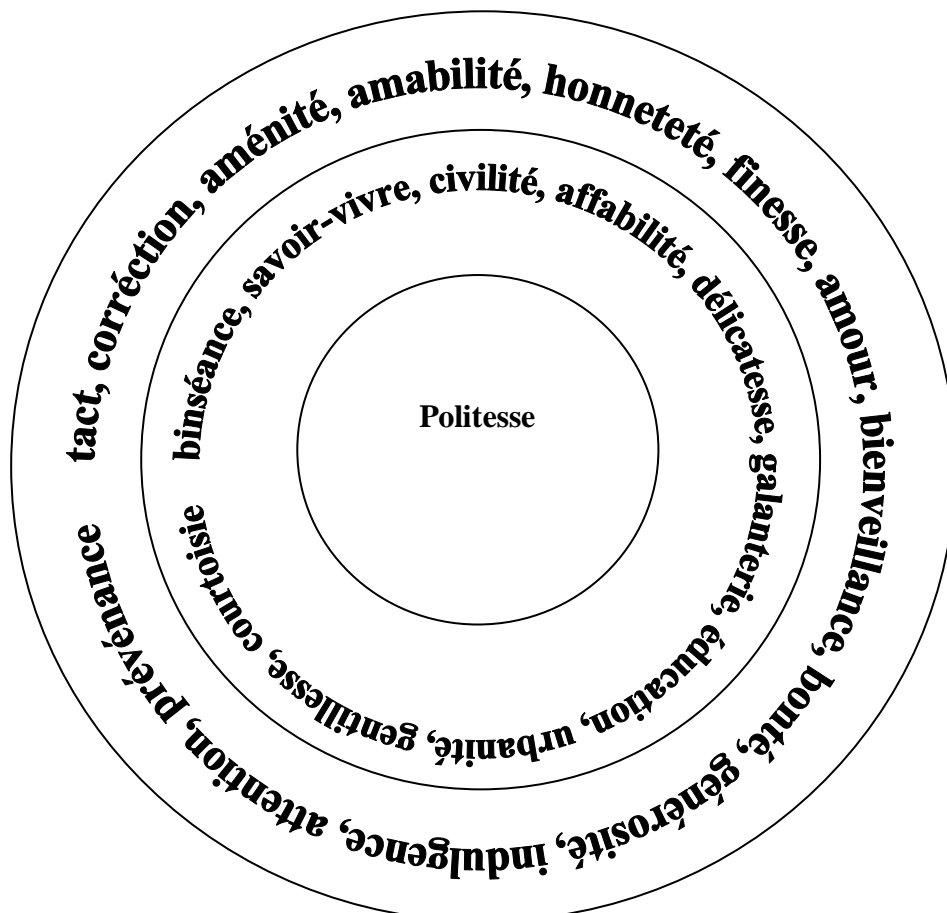 tact, corréction, aménité, amabilité, honneteté, finesse, amour, bienveillance, bonté, générosité, indulgence, attention, prévénance
binséance, savoir-vivre, civilité, affabilité, délicatesse, galanterie, éducation, urbanité, gentillesse, courtoisie
Politesse